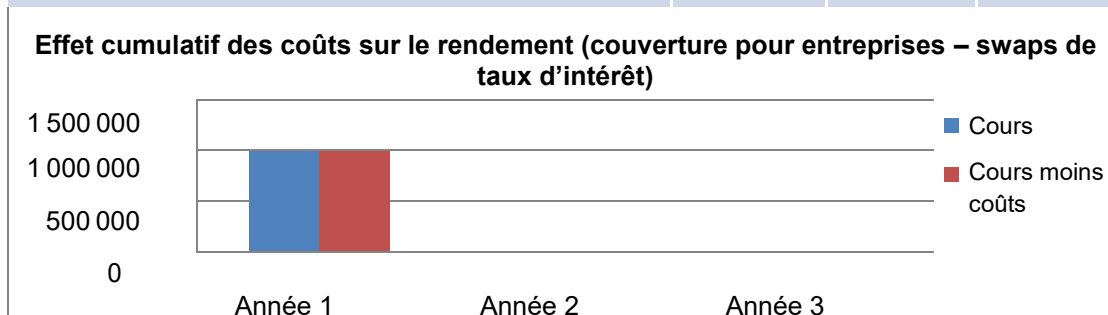 Effet cumulatif des coûts sur le rendement (couverture pour entreprises – swaps de
taux d’intérêt)
1 500 000
1 000 000
500 000
0
Année 1
Année 2
Année 3
Cours
Cours moins
coûts